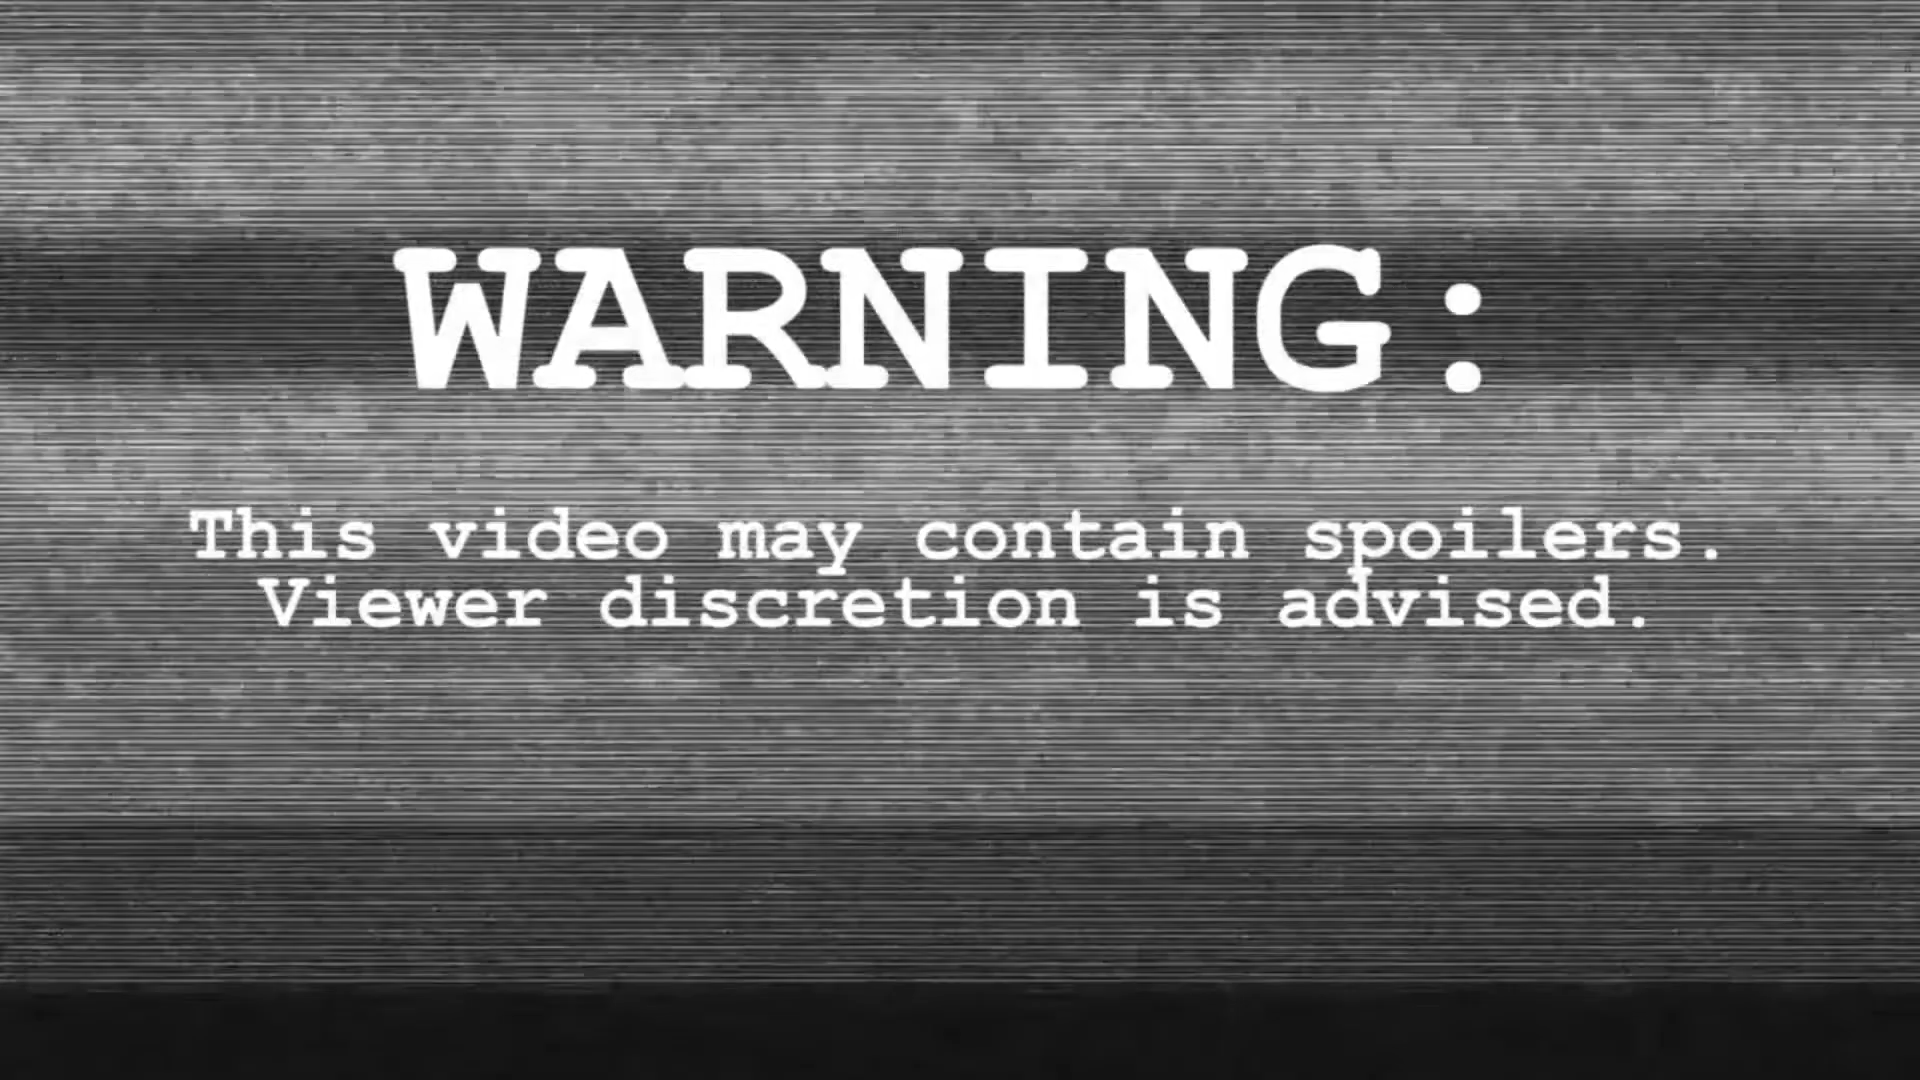 WARNING:
This video may contain spoilers.
Viewer discretion is advised.